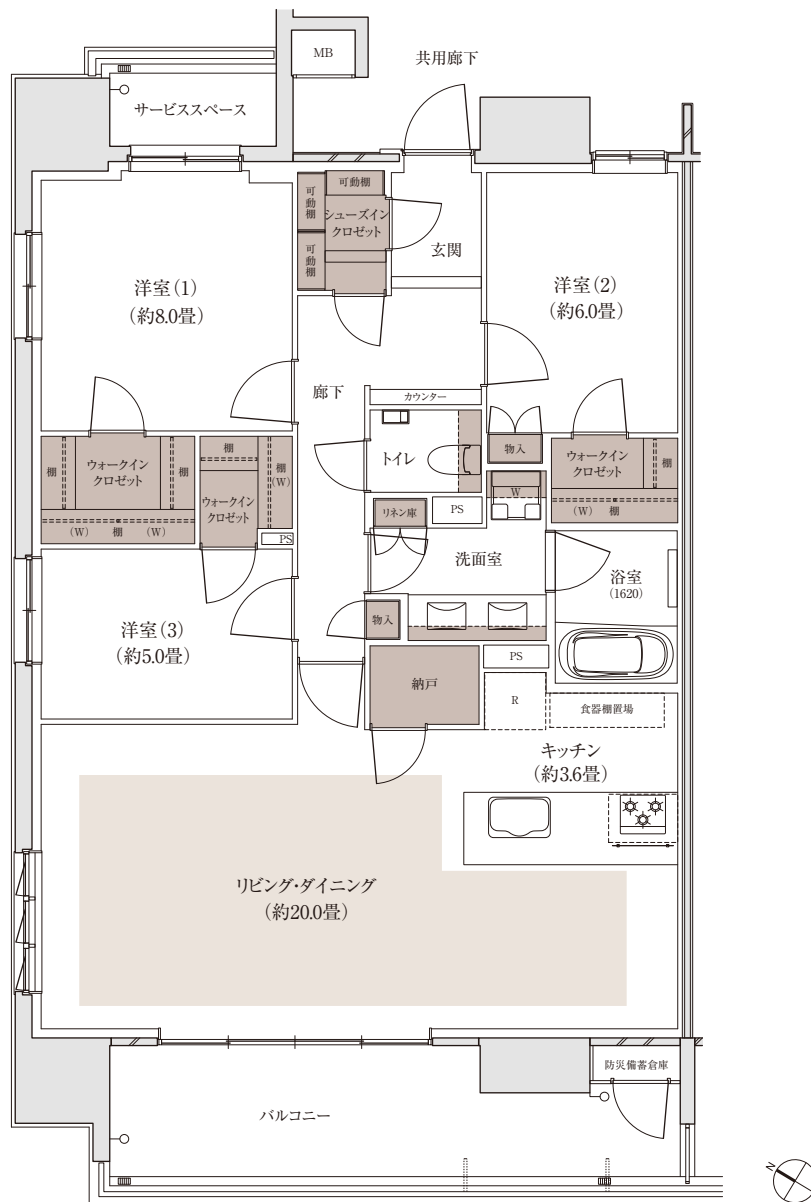 MB
共用廊下
サービススペース
可動棚
可動棚
シューズイン
クロゼット
可動棚
玄関
洋室(1)
(約8.0畳)
洋室(2)
(約6.0畳)
廊下
カウンター
トイレ
物入
棚
ウォークイン
クロゼット
棚
(W) 棚 (W)
棚
棚
(W)
ウォークイン
クロゼット
PS
ウォークイン
クロゼット
棚
(W) 棚
リネン庫
PS
W
洗面室
浴室
(1620)
洋室(3)
(約5.0畳)
物入
PS
納戸
R
食器棚置場
キッチン
(約3.6畳)
リビング・ダイニング
(約20.0畳)
防災備蓄倉庫
バルコニー
N